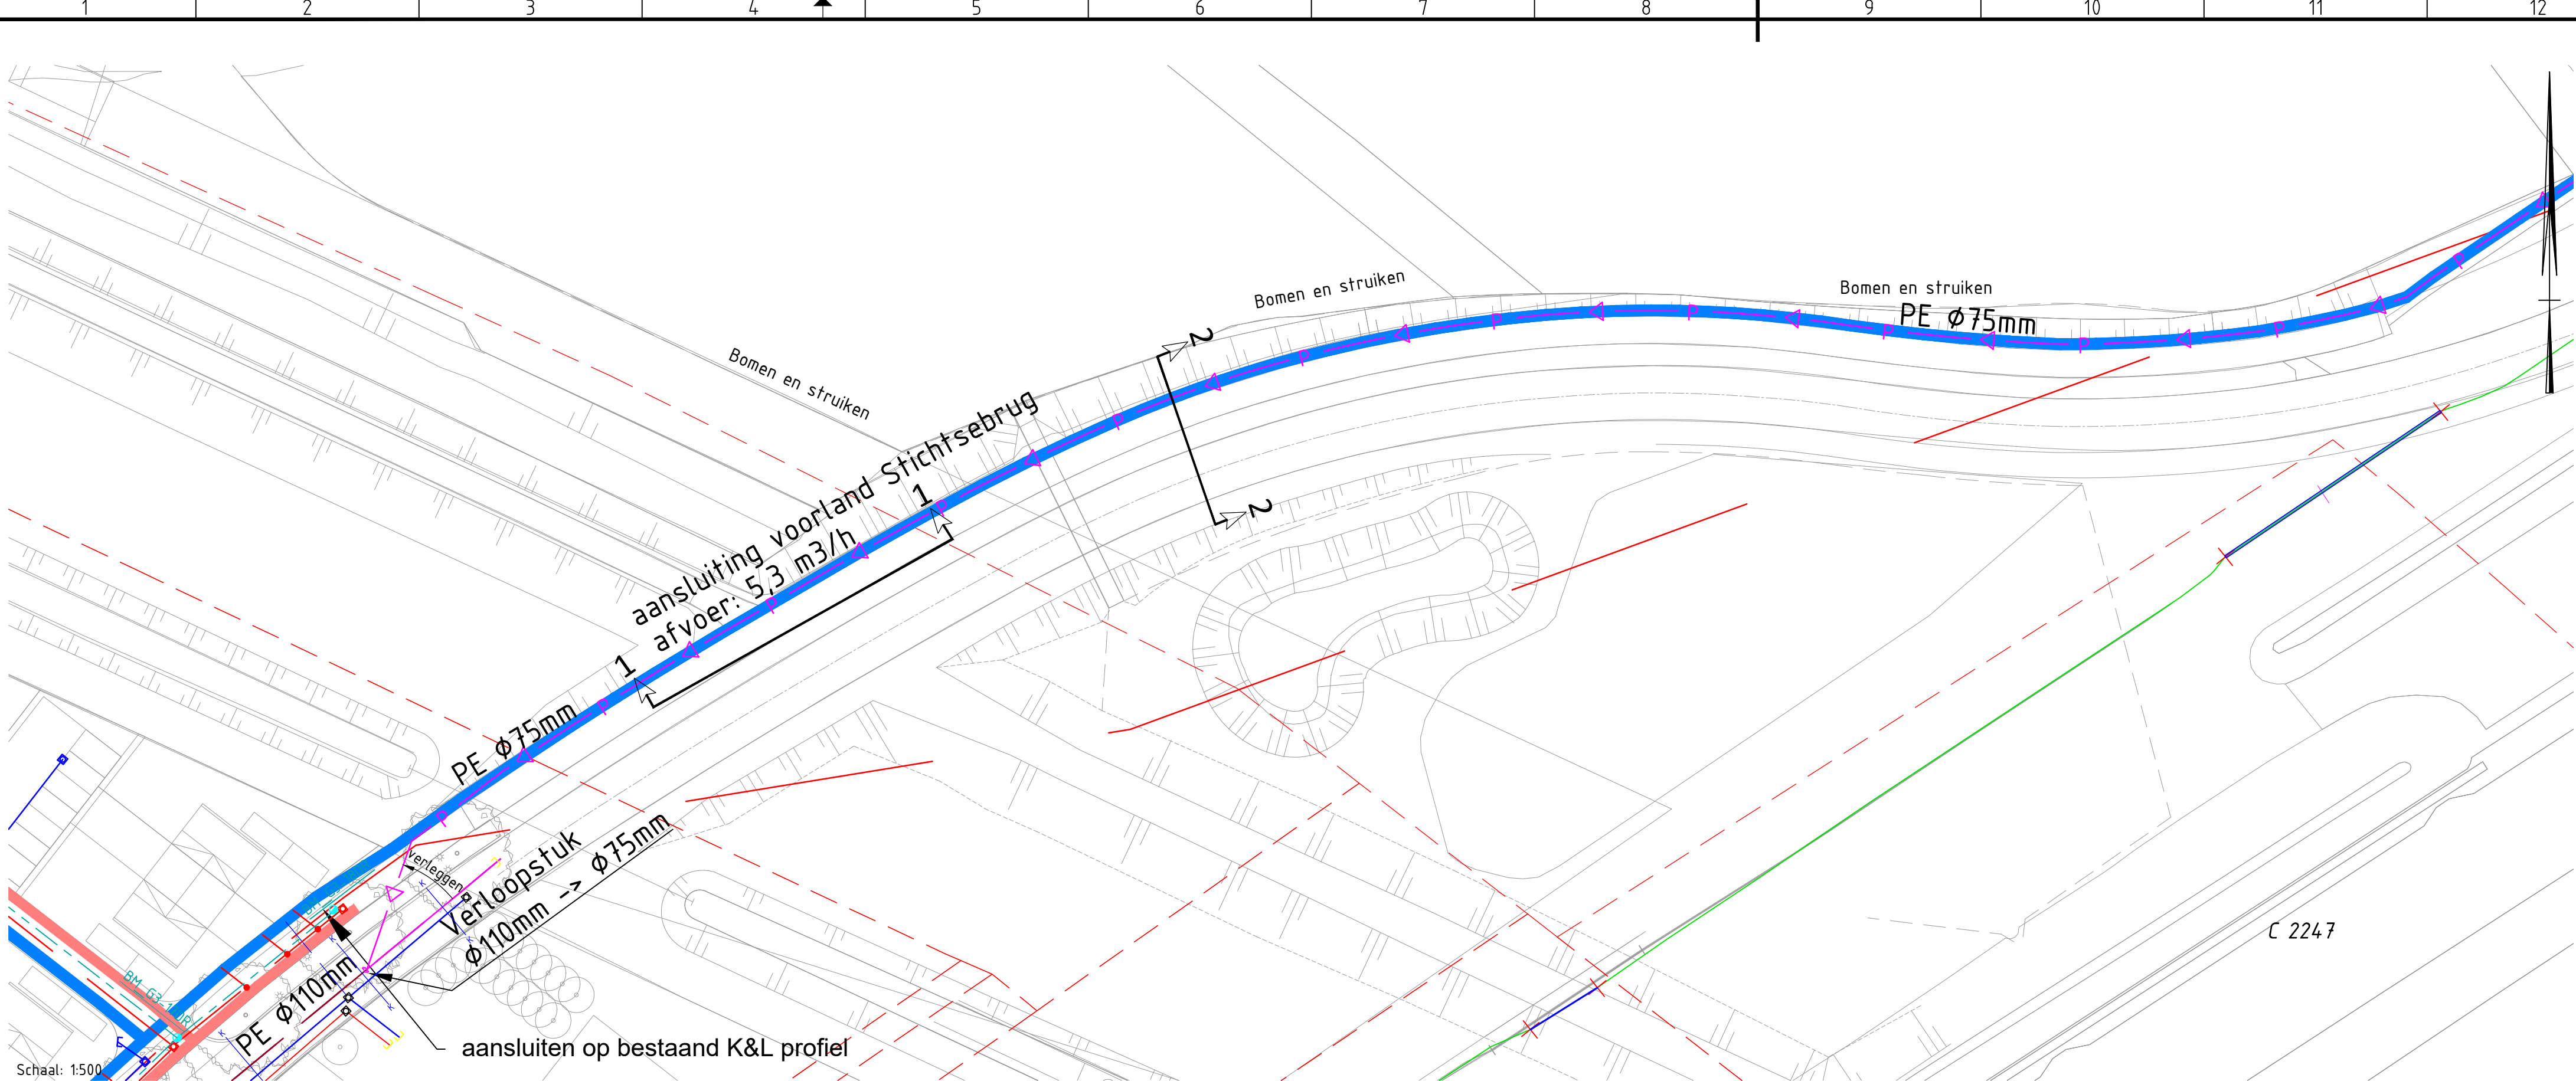 1 2 3 4 5 6 7 8 9 10 11 12
Bomen en struiken
Bomen en struiken
Bomen en struiken
PE ϕ75mm
2
2
aansluiting voorland Stichtsebrug
afvoer: 5,3 m3/h
1
1
PE ϕ75mm
verleggen
Verloopstuk
ϕ110mm -> ϕ75mm
PE ϕ110mm
aansluiten op bestaand K&L profiel
C 2247
E
Schaal: 1:500
P
P
P
P
P
P
P
P
P
P
P
P